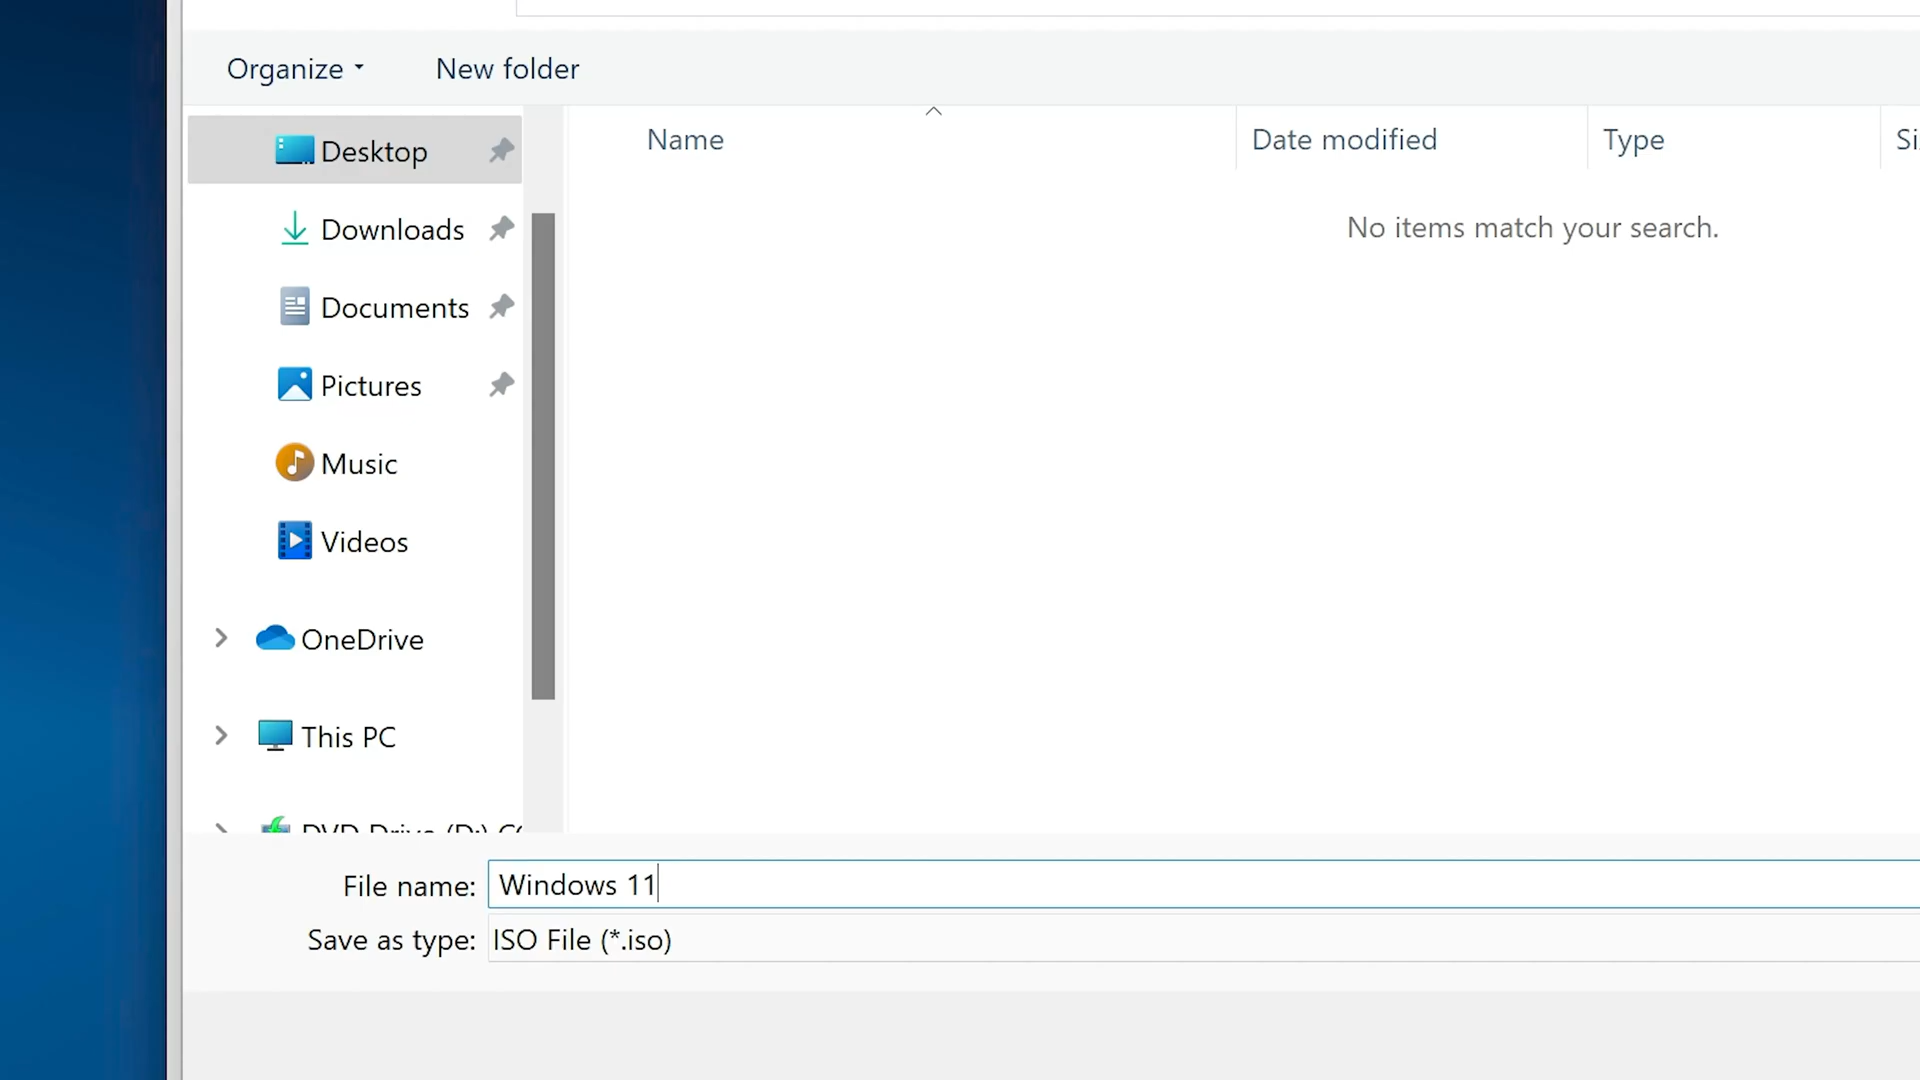 Organize New folder
Name Date modified Type
No items match your search.
Desktop
Downloads
Documents
Pictures
Music
Videos
OneDrive
This PC
DVD Drive (D:)
File name: Windows 11
Save as type: ISO File (*.iso)